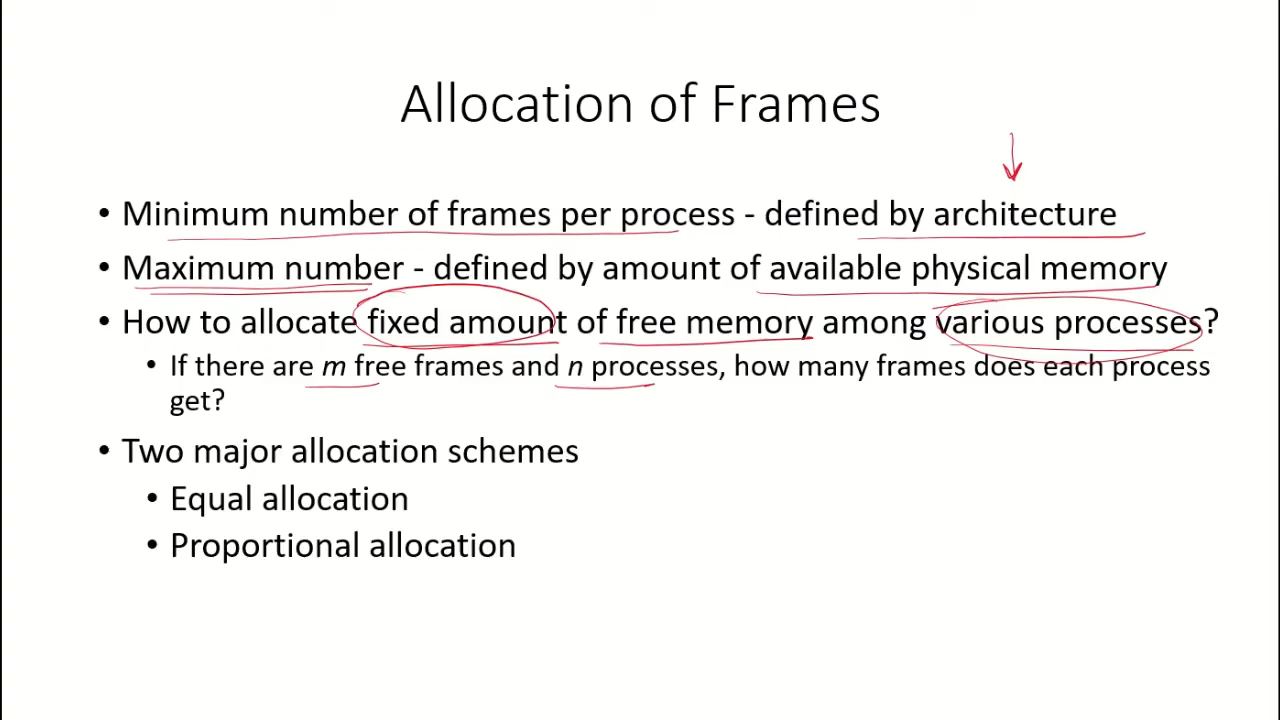 Allocation of Frames
• Minimum number of frames per process - defined by architecture
• Maximum number - defined by amount of available physical memory
• How to allocate fixed amount of free memory among various processes?
• If there are m free frames and n processes, how many frames does each process
get?
• Two major allocation schemes
• Equal allocation
• Proportional allocation